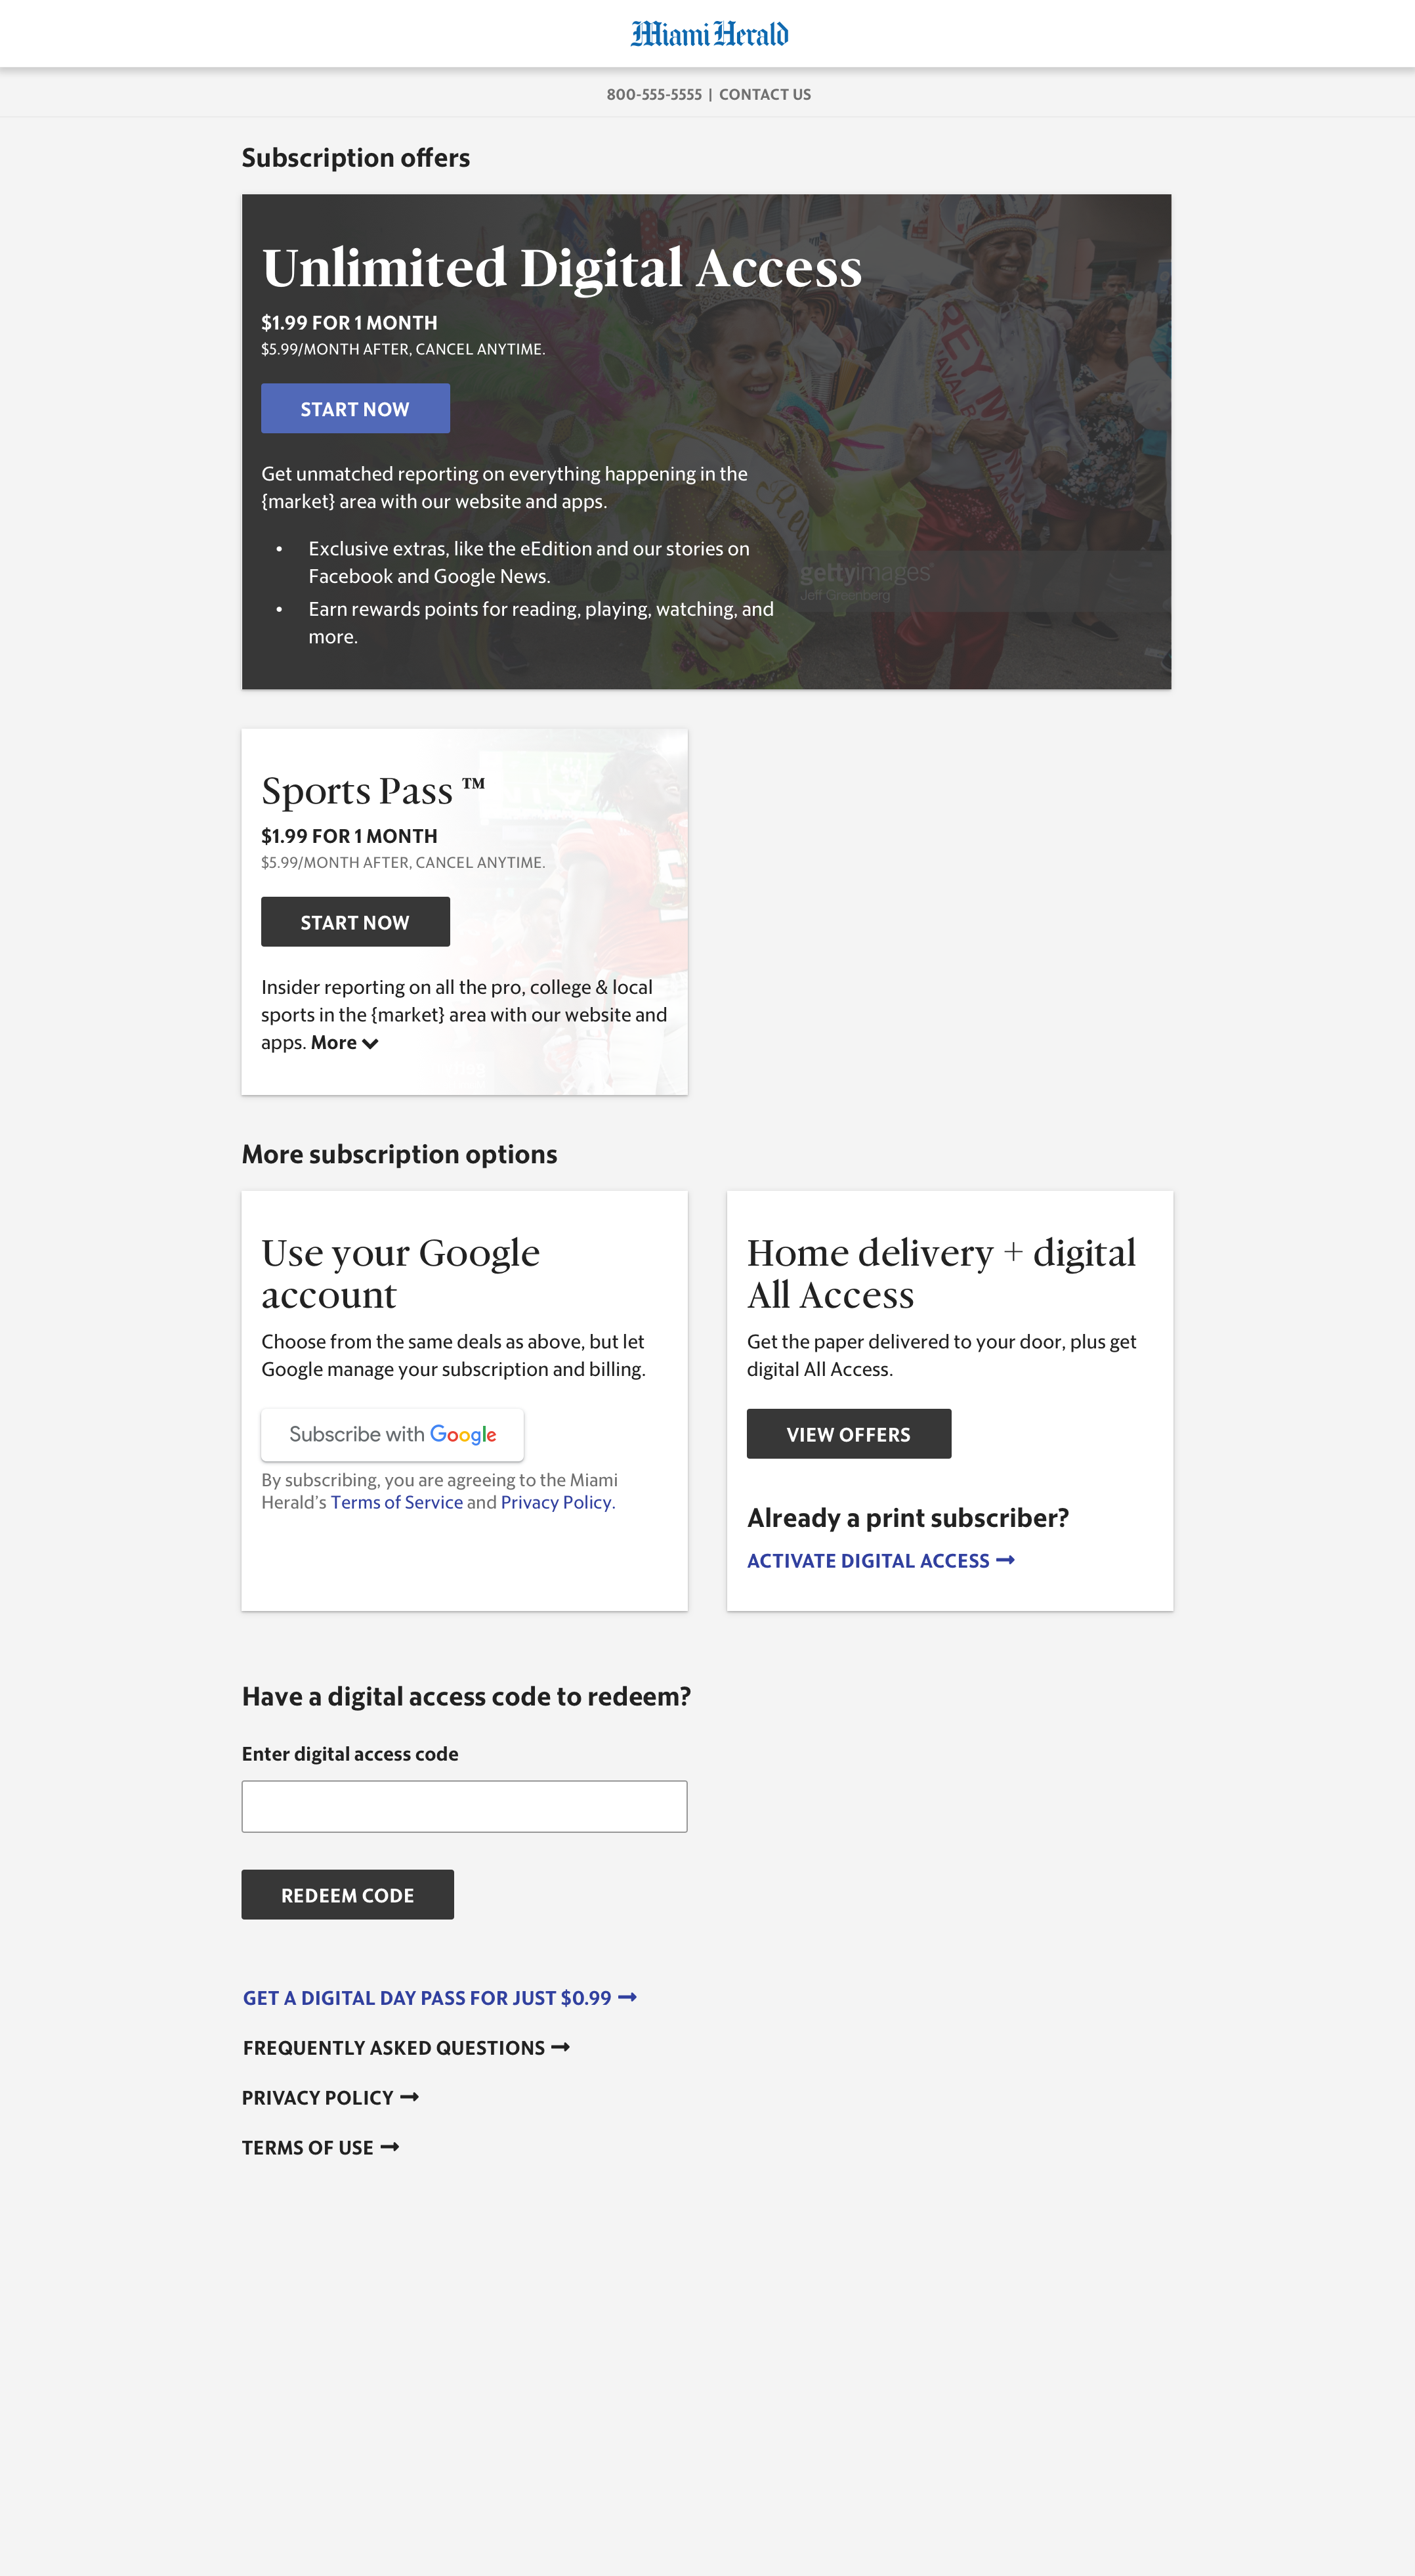 Miami Herald
800-555-5555 | CONTACT US
Subscription offers
Unlimited Digital Access
$1.99 FOR 1 MONTH
$5.99/MONTH AFTER, CANCEL ANYTIME.
START NOW
Get unmatched reporting on everything happening in the
{market} area with our website and apps.
• Exclusive extras, like the eEdition and our stories on
Facebook and Google News.
• Earn rewards points for reading, playing, watching, and
more.
gettyimages®
Jeff Greenberg
Sports Pass ™
$1.99 FOR 1 MONTH
$5.99/MONTH AFTER, CANCEL ANYTIME.
START NOW
Insider reporting on all the pro, college & local
sports in the {market} area with our website and
apps. More
More subscription options
Use your Google
account
Choose from the same deals as above, but let
Google manage your subscription and billing.
Subscribe with Google
By subscribing, you are agreeing to the Miami
Herald’s Terms of Service and Privacy Policy.
Home delivery + digital
All Access
Get the paper delivered to your door, plus get
digital All Access.
VIEW OFFERS
Already a print subscriber?
ACTIVATE DIGITAL ACCESS →
Have a digital access code to redeem?
Enter digital access code
REDEEM CODE
GET A DIGITAL DAY PASS FOR JUST $0.99 →
FREQUENTLY ASKED QUESTIONS →
PRIVACY POLICY →
TERMS OF USE →